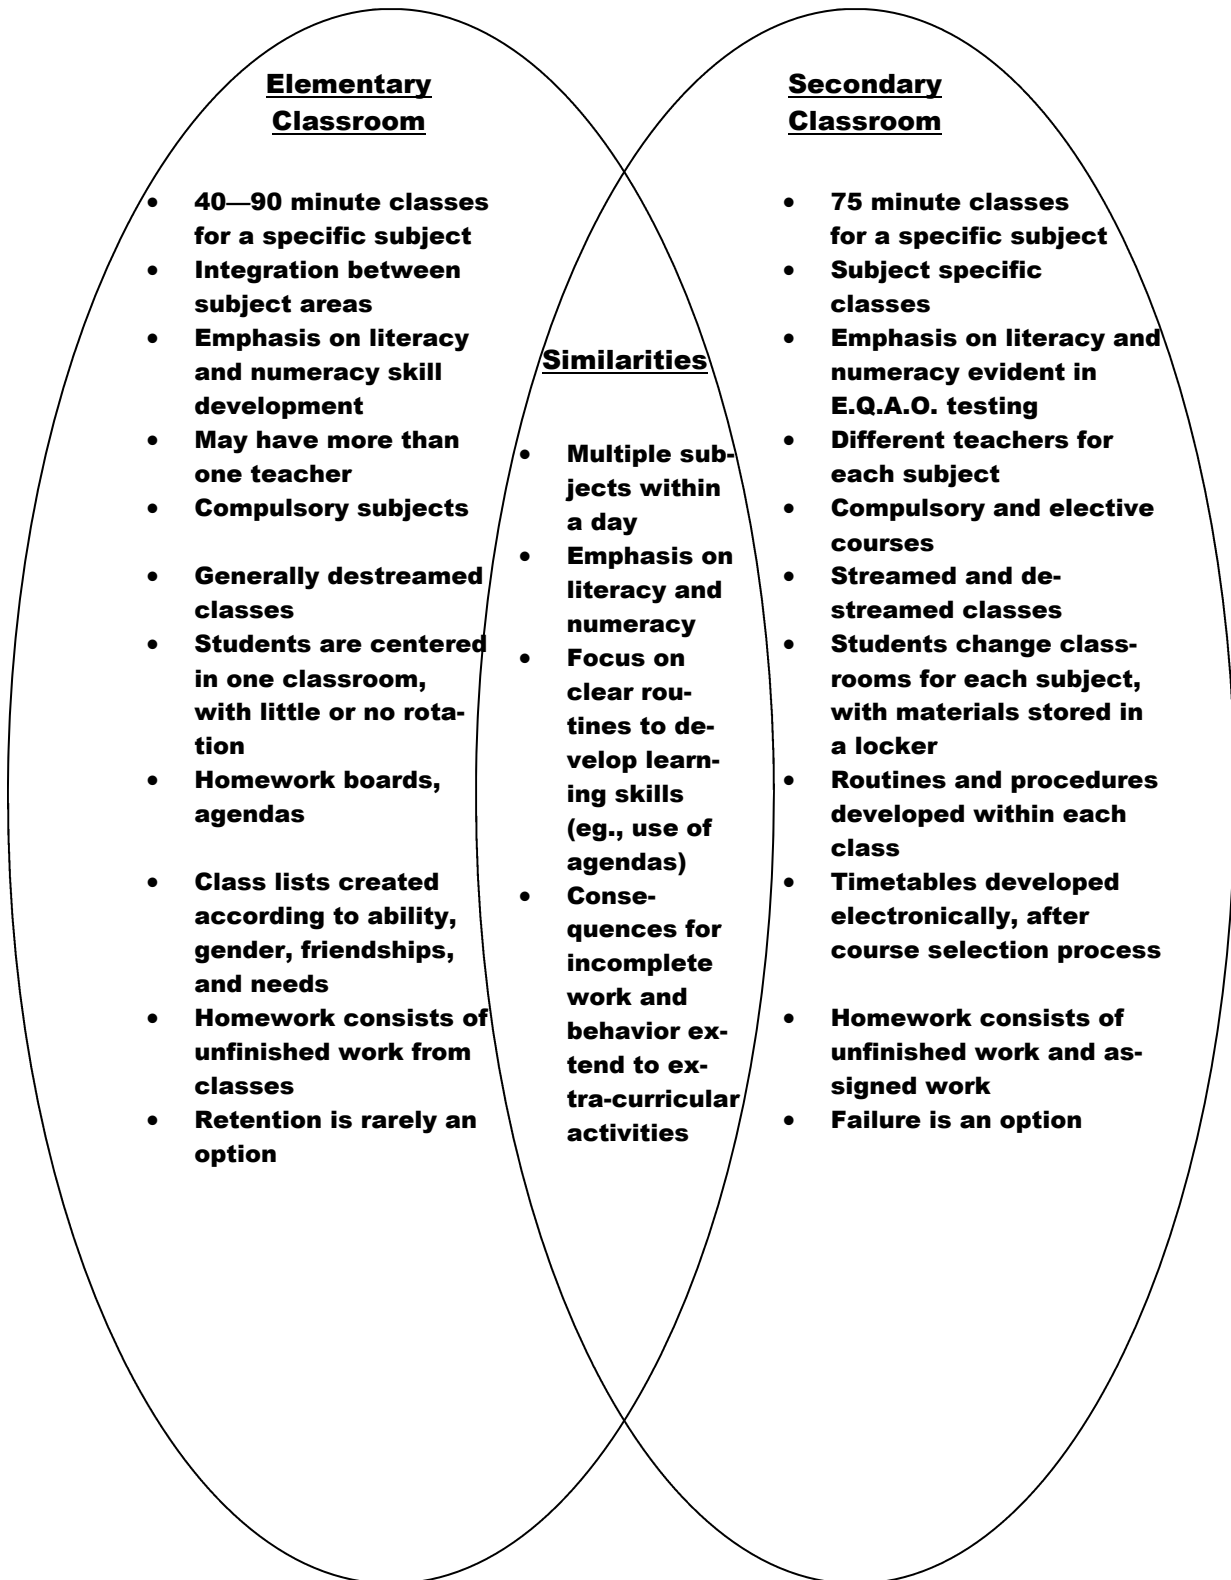 Elementary
Classroom
• 40—90 minute classes
for a specific subject
• Integration between
subject areas
• Emphasis on literacy
and numeracy skill
development
• May have more than
one teacher
• Compulsory subjects
• Generally destreamed
classes
• Students are centered
in one classroom,
with little or no rota-
tion
• Homework boards,
agendas
• Class lists created
according to ability,
gender, friendships,
and needs
• Homework consists of
unfinished work from
classes
• Retention is rarely an
option
Similarities
• Multiple sub-
jects within
a day
• Emphasis on
literacy and
numeracy
• Focus on
clear rou-
tines to de-
velop learn-
ing skills
(eg., use of
agendas)
• Conse-
quences for
incomplete
work and
behavior ex-
tend to ex-
tra-curricular
activities
Secondary
Classroom
• 75 minute classes
for a specific subject
• Subject specific
classes
• Emphasis on literacy and
numeracy evident in
E.Q.A.O. testing
• Different teachers for
each subject
• Compulsory and elective
courses
• Streamed and de-
streamed classes
• Students change class-
rooms for each subject,
with materials stored in
a locker
• Routines and procedures
developed within each
class
• Timetables developed
electronically, after
course selection process
• Homework consists of
unfinished work and as-
signed work
• Failure is an option